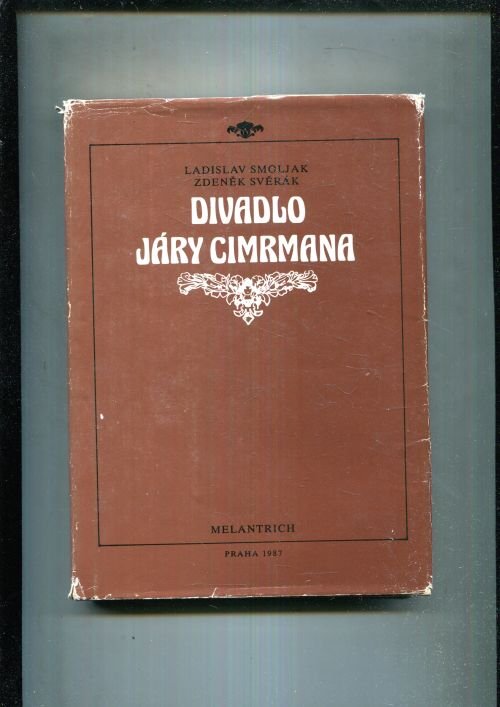 LADISLAV SMOLJAK
ZDENĚK SVĚRÁK
DIVADLO
JÁRY CIMRMANA
MELANTRICH
PRAHA 1987